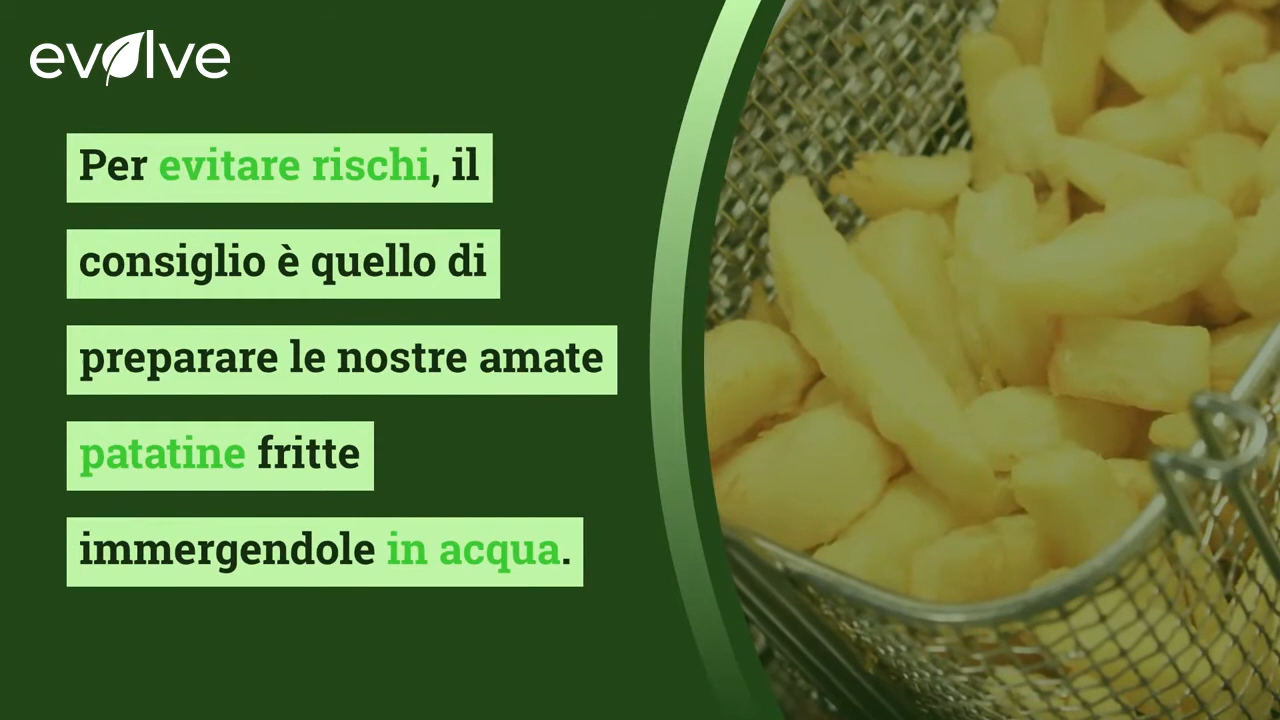 evolve
Per evitare rischi, il
consiglio è quello di
preparare le nostre amate
patatine fritte
immergendole in acqua.